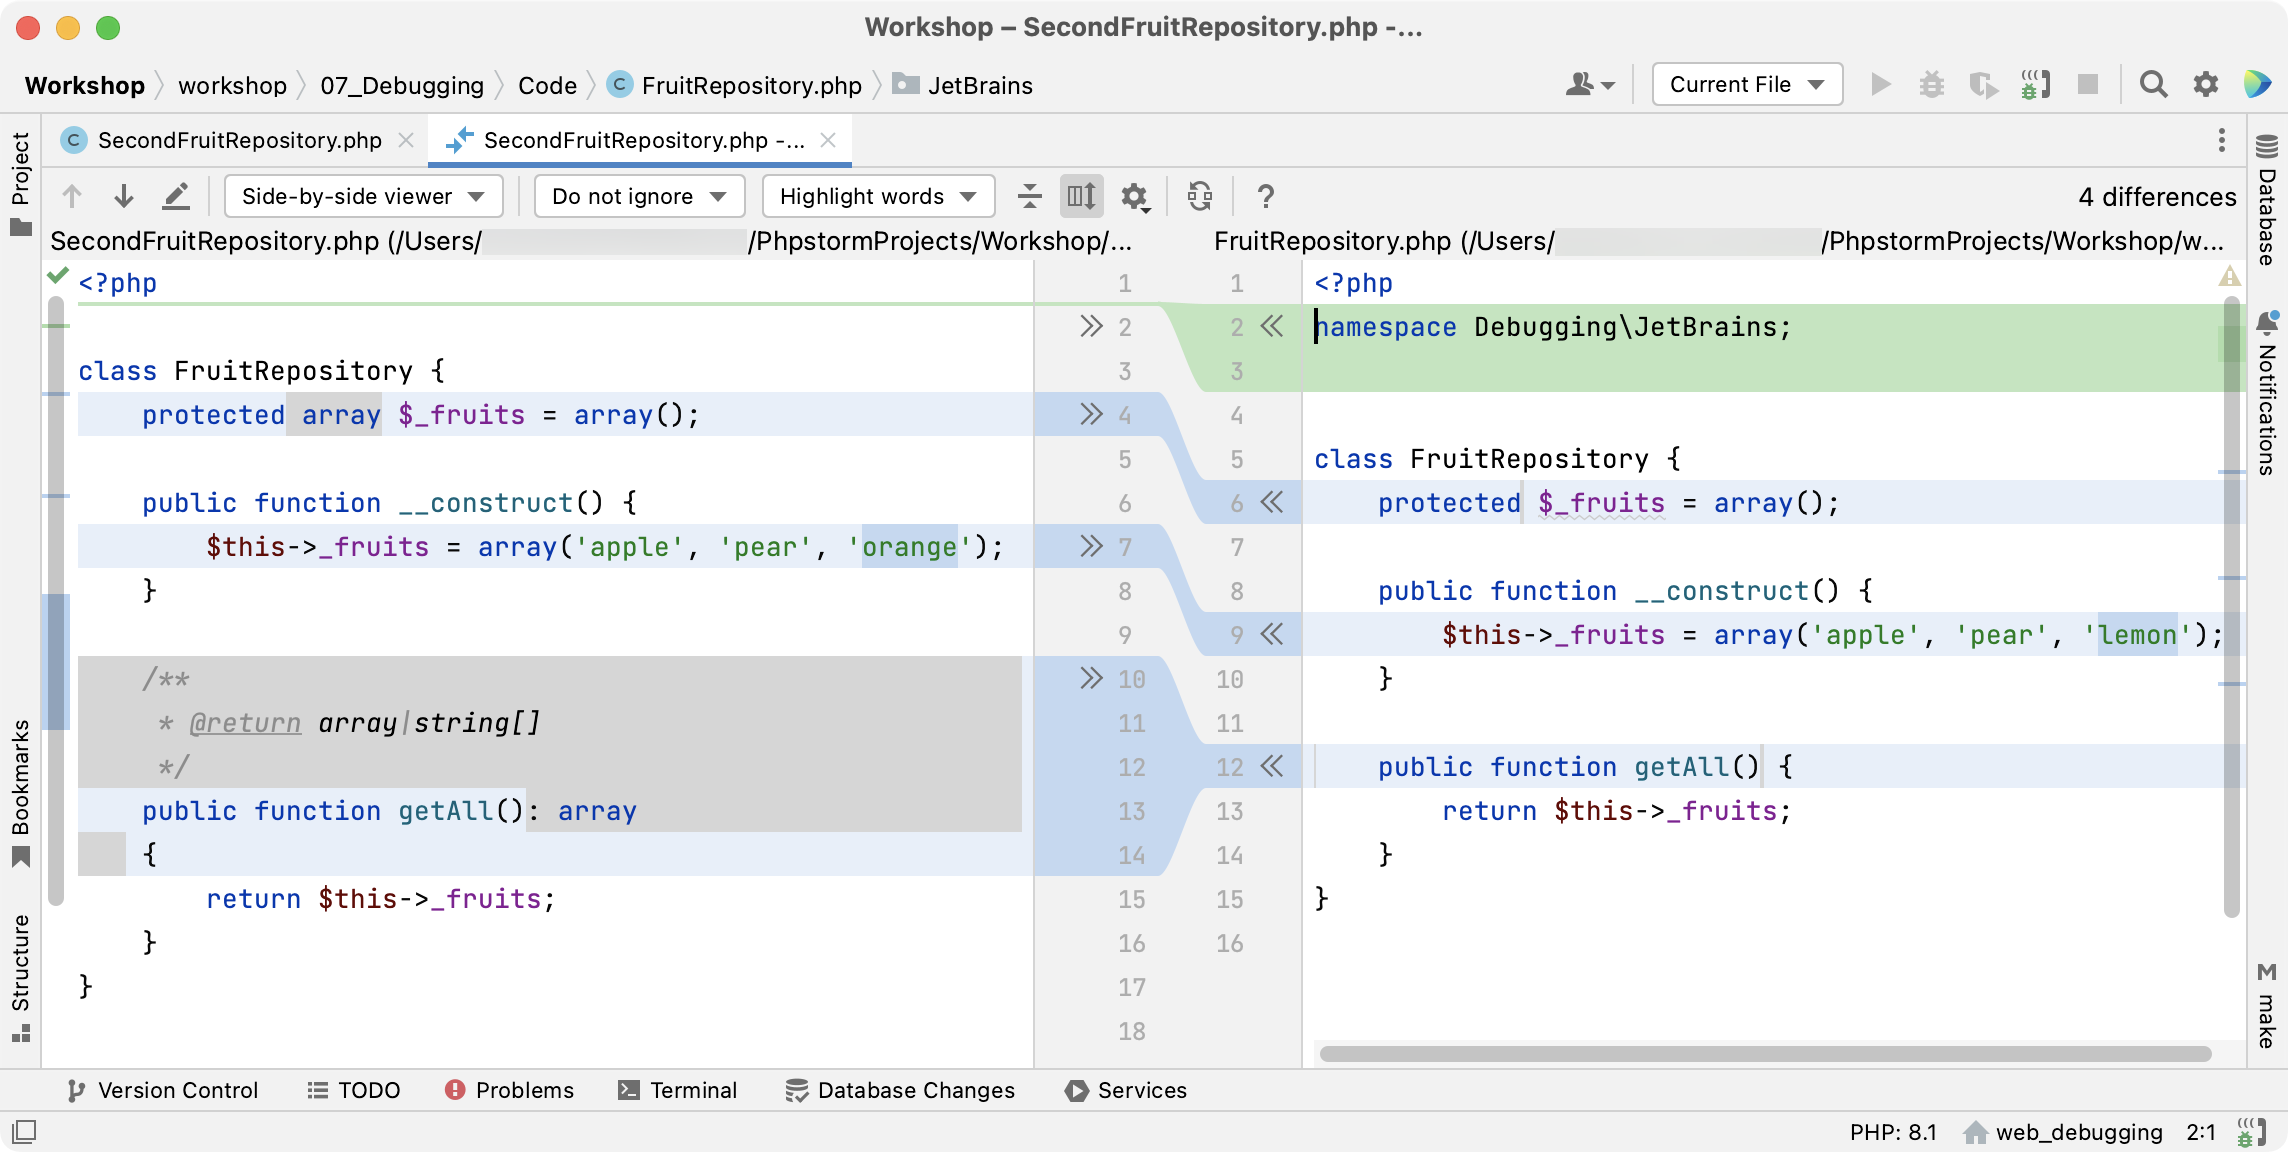 Workshop – SecondFruitRepository.php -...
Workshop workshop 07_Debugging Code C FruitRepository.php JetBrains
Current File
C SecondFruitRepository.php SecondFruitRepository.php -...
Side-by-side viewer Do not ignore Highlight words ? 4 differences
SecondFruitRepository.php (/Users/ /PhpstormProjects/Workshop/... FruitRepository.php (/Users/ /PhpstormProjects/Workshop/w...
Project
Bookmarks
Structure
<?php

class FruitRepository {
    protected array $_fruits = array();

    public function __construct() {
        $this->_fruits = array('apple', 'pear', 'orange');
    }

    /**
     * @return array|string[]
     */
    public function getAll(): array
    {
        return $this->_fruits;
    }
}
1
2
3
4
5
6
7
8
9
10
11
12
13
14
15
16
17
18
1
2
3
4
5
6
7
8
9
10
11
12
13
14
15
16
<?php
namespace Debugging\JetBrains;

class FruitRepository {
    protected $_fruits = array();

    public function __construct() {
        $this->_fruits = array('apple', 'pear', 'lemon');
    }

    public function getAll() {
        return $this->_fruits;
    }
}
Database
Notifications
M make
Version Control TODO Problems Terminal Database Changes Services
PHP: 8.1 web_debugging 2:1